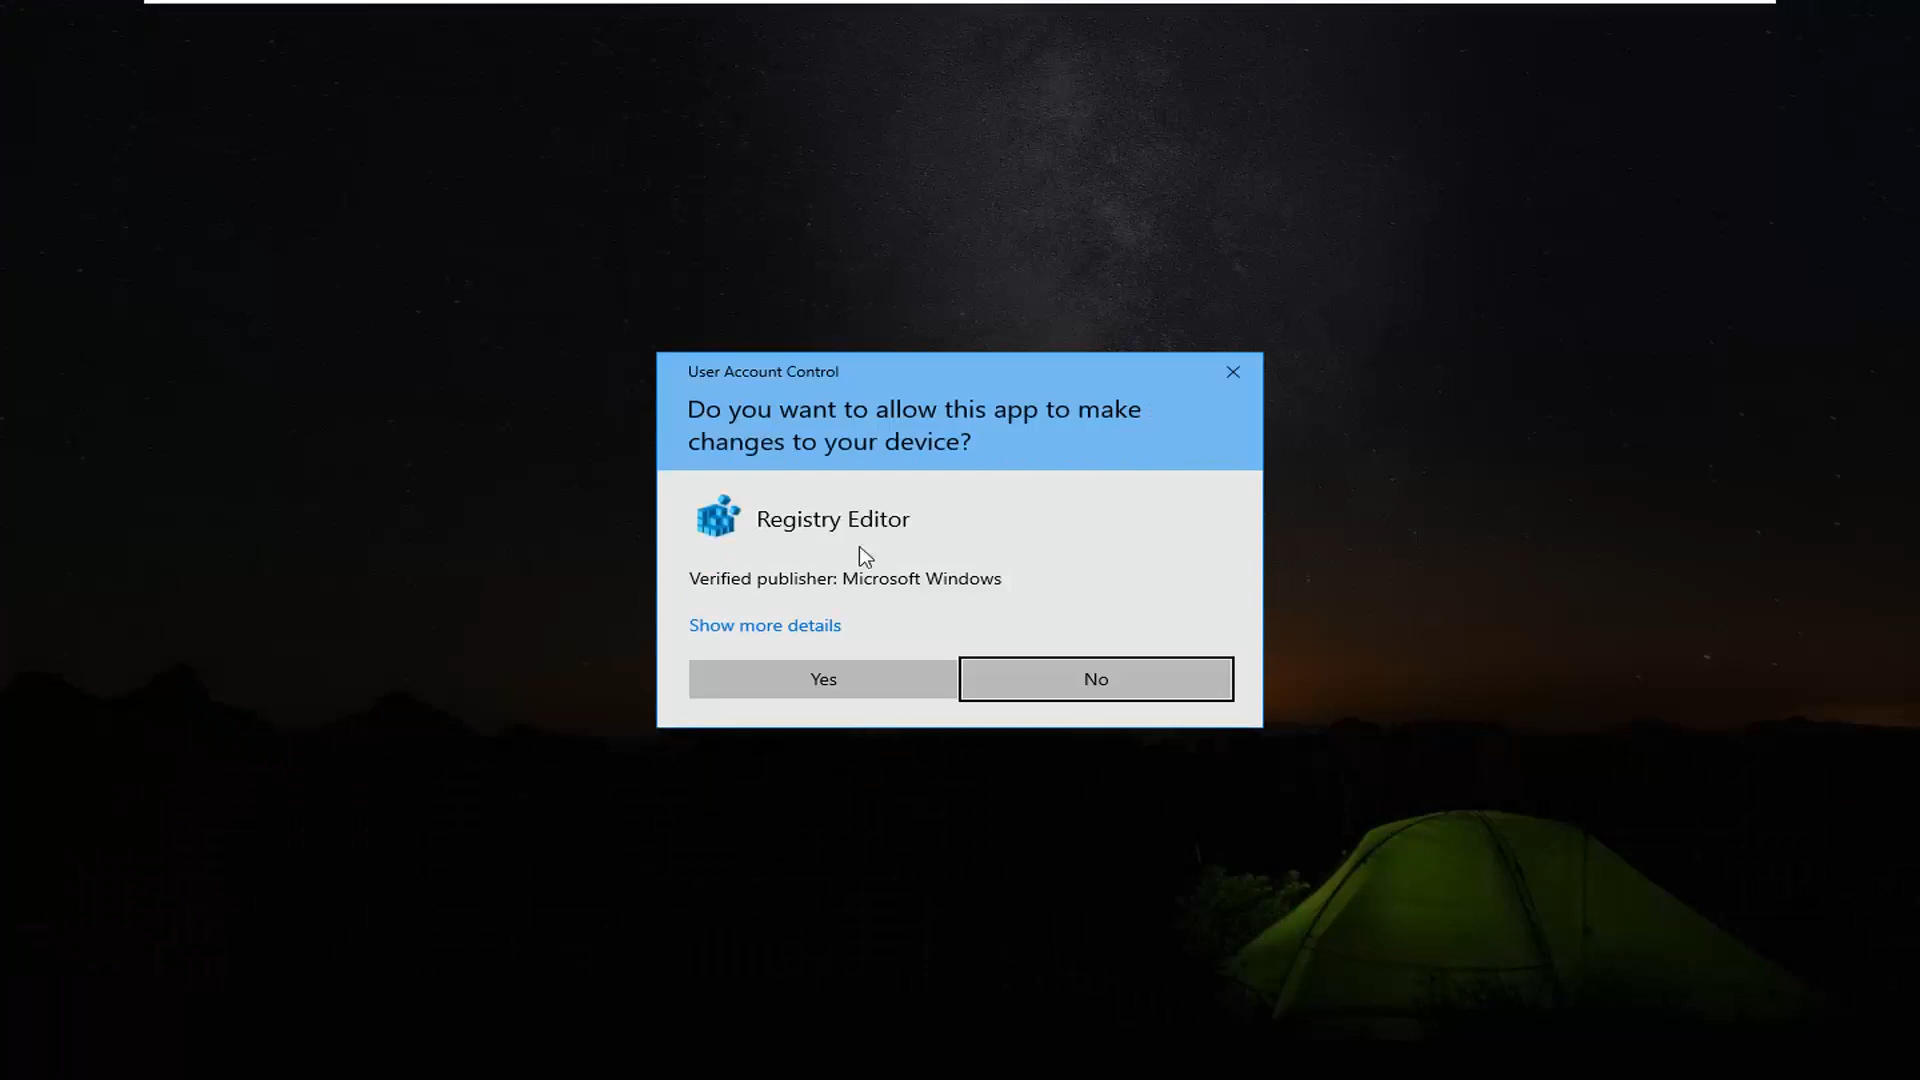 User Account Control
Do you want to allow this app to make
changes to your device?
Registry Editor
Verified publisher: Microsoft Windows
Show more details
Yes
No